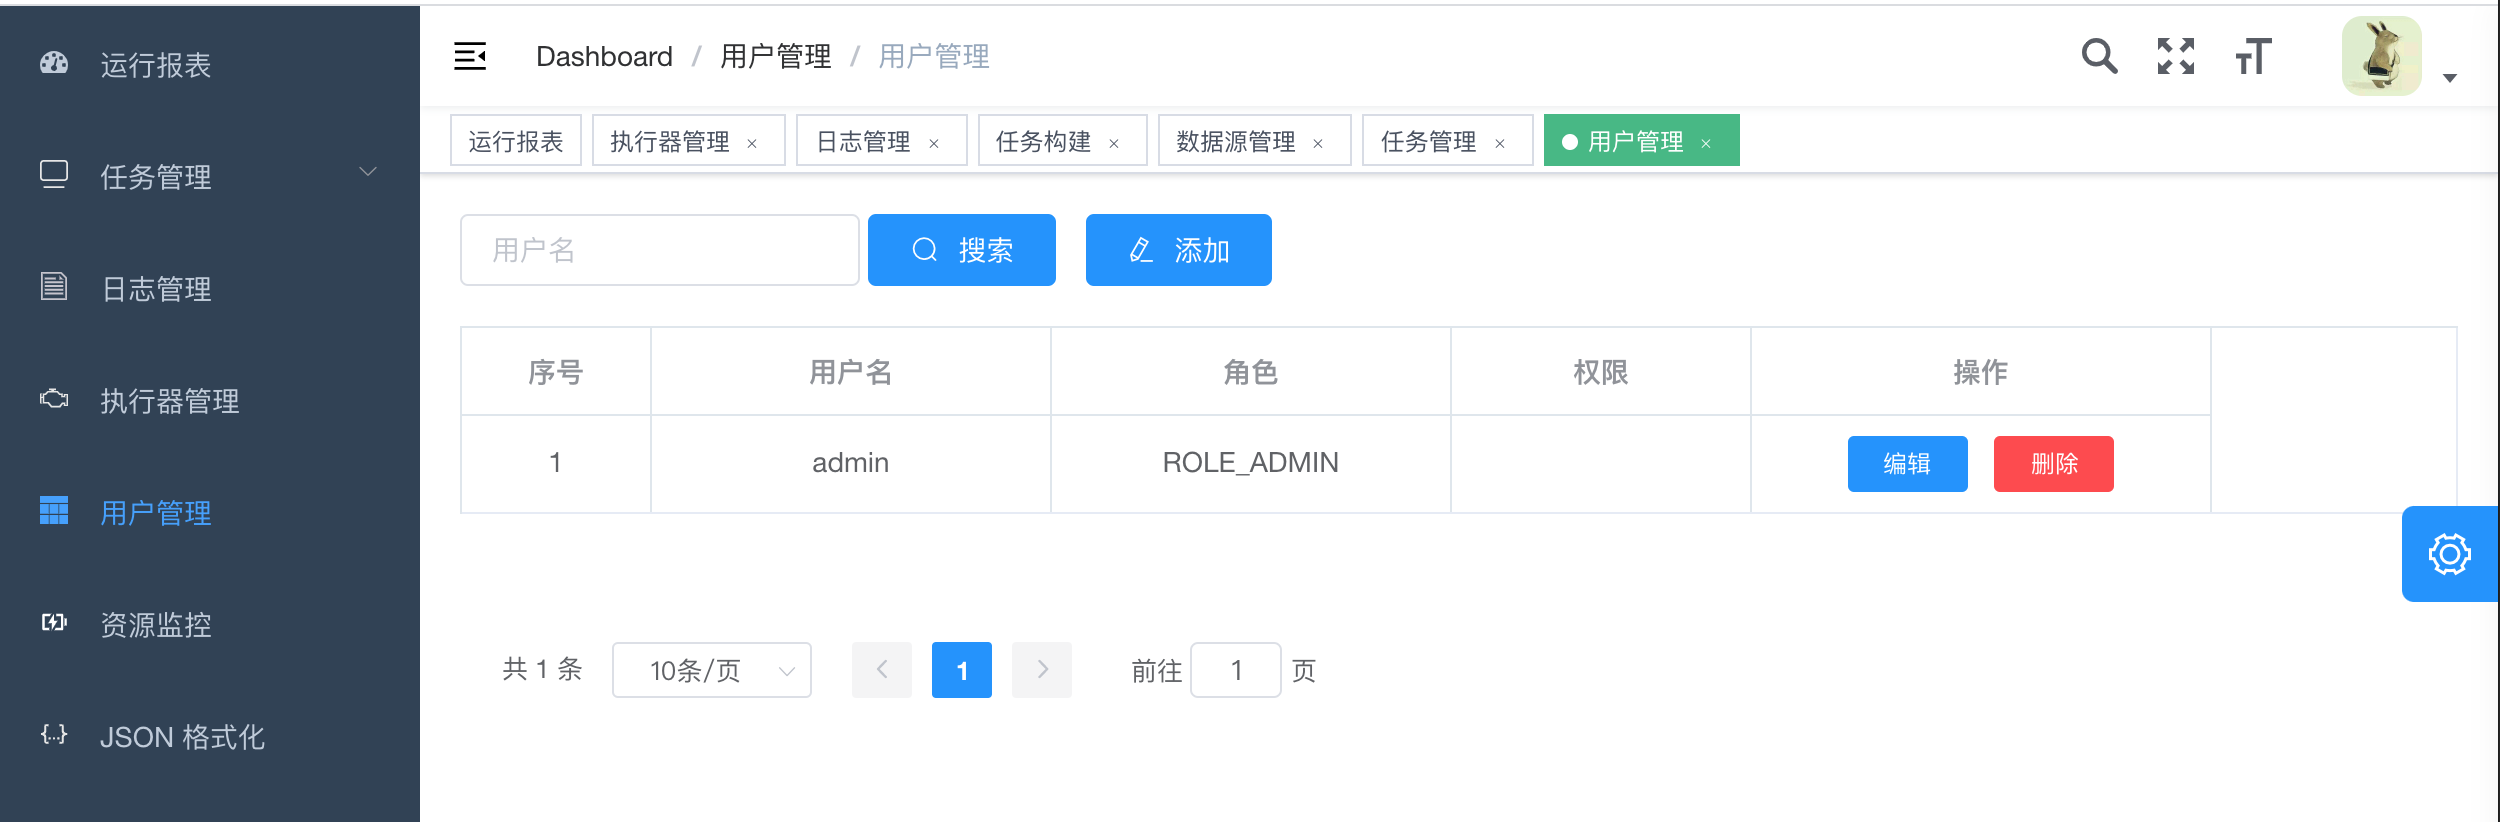 运行报表
任务管理
日志管理
执行器管理
用户管理
资源监控
JSON 格式化
Dashboard / 用户管理 / 用户管理
运行报表 执行器管理 × 日志管理 × 任务构建 × 数据源管理 × 任务管理 × 用户管理 ×
用户名 搜索 添加
序号 用户名 角色 权限 操作
1 admin ROLE_ADMIN 编辑 删除
共 1 条 10条/页 1 前往 1 页